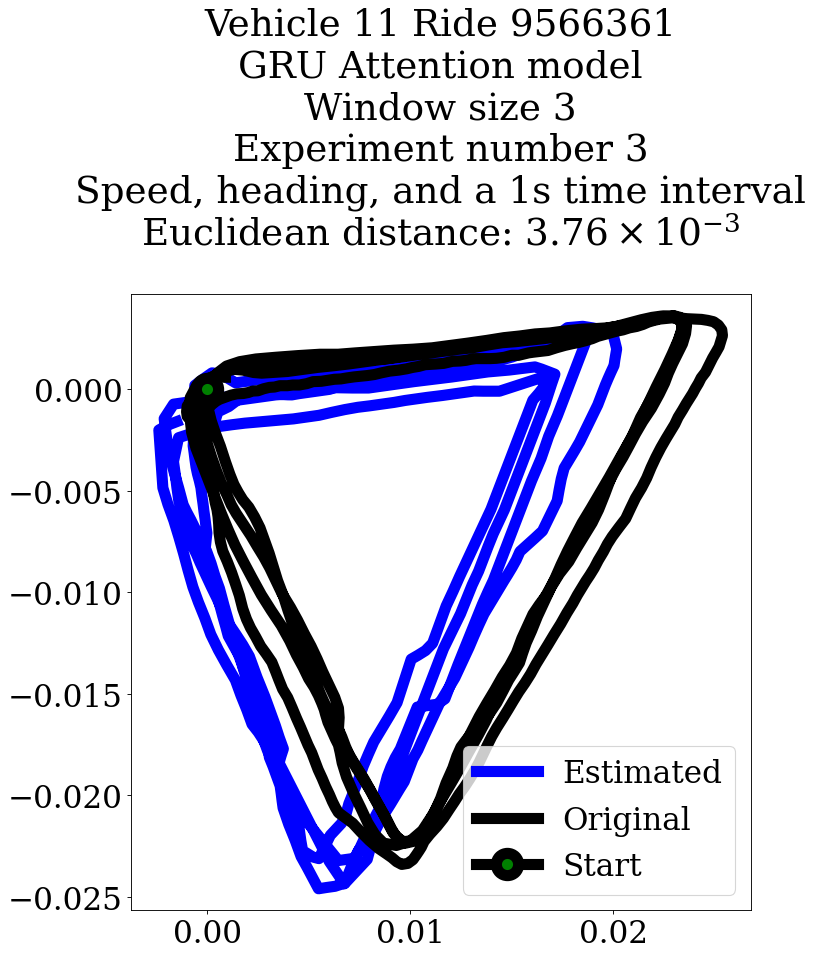 Vehicle 11 Ride 9566361
GRU Attention model
Window size 3
Experiment number 3
Speed, heading, and a 1s time interval
Euclidean distance: 3.76 × 10⁻³
0.000
−0.005
−0.010
−0.015
−0.020
−0.025
0.00
0.01
0.02
Estimated
Original
Start